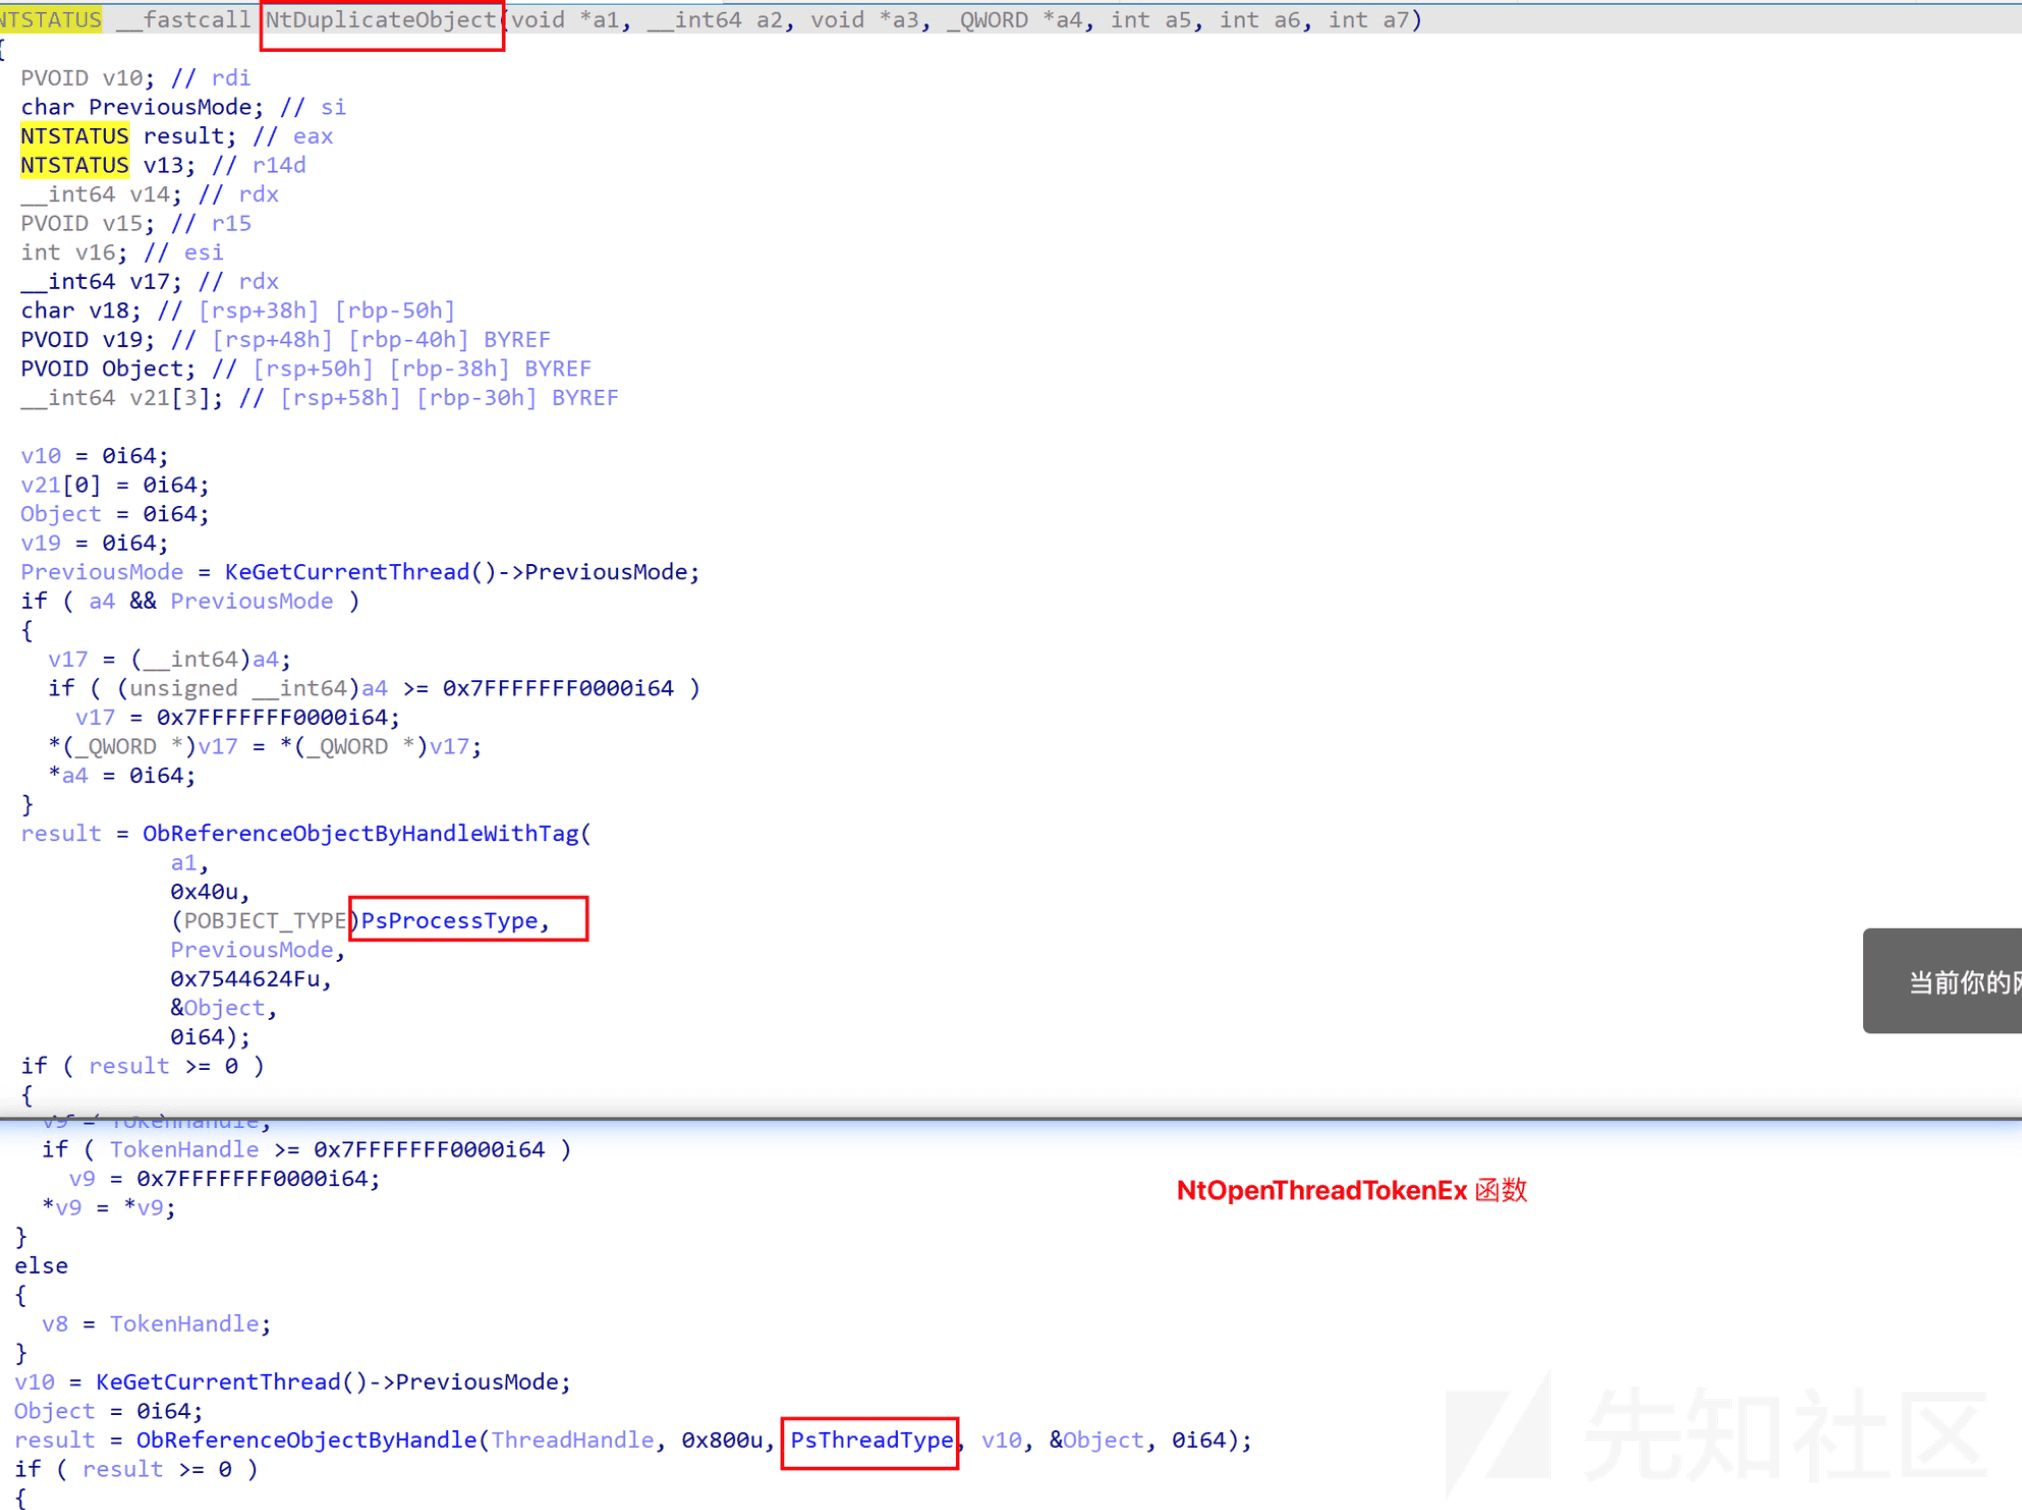 NTSTATUS __fastcall NtDuplicateObject(void *a1, __int64 a2, void *a3, _QWORD *a4, int a5, int a6, int a7)
{
PVOID v10; // rdi
char PreviousMode; // si
NTSTATUS result; // eax
NTSTATUS v13; // r14d
__int64 v14; // rdx
PVOID v15; // r15
int v16; // esi
__int64 v17; // rdx
char v18; // [rsp+38h] [rbp-50h]
PVOID v19; // [rsp+48h] [rbp-40h] BYREF
PVOID Object; // [rsp+50h] [rbp-38h] BYREF
__int64 v21[3]; // [rsp+58h] [rbp-30h] BYREF
v10 = 0i64;
v21[0] = 0i64;
Object = 0i64;
v19 = 0i64;
PreviousMode = KeGetCurrentThread()->PreviousMode;
if ( a4 && PreviousMode )
{
v17 = (__int64)a4;
if ( (unsigned __int64)a4 >= 0x7FFFFFFF0000i64 )
v17 = 0x7FFFFFFF0000i64;
*(_QWORD *)v17 = *(_QWORD *)v17;
*a4 = 0i64;
}
result = ObReferenceObjectByHandleWithTag(
a1,
0x40u,
(POBJECT_TYPE)PsProcessType,
PreviousMode,
0x7544624Fu,
&Object,
0i64);
if ( result >= 0 )
{
当前你的
v9 = TokenHandle;
if ( TokenHandle >= 0x7FFFFFFF0000i64 )
v9 = 0x7FFFFFFF0000i64;
*v9 = *v9;
}
else
{
v8 = TokenHandle;
}
v10 = KeGetCurrentThread()->PreviousMode;
Object = 0i64;
result = ObReferenceObjectByHandle(ThreadHandle, 0x800u, PsThreadType, v10, &Object, 0i64);
if ( result >= 0 )
{
NtOpenThreadTokenEx 函数
先知社区